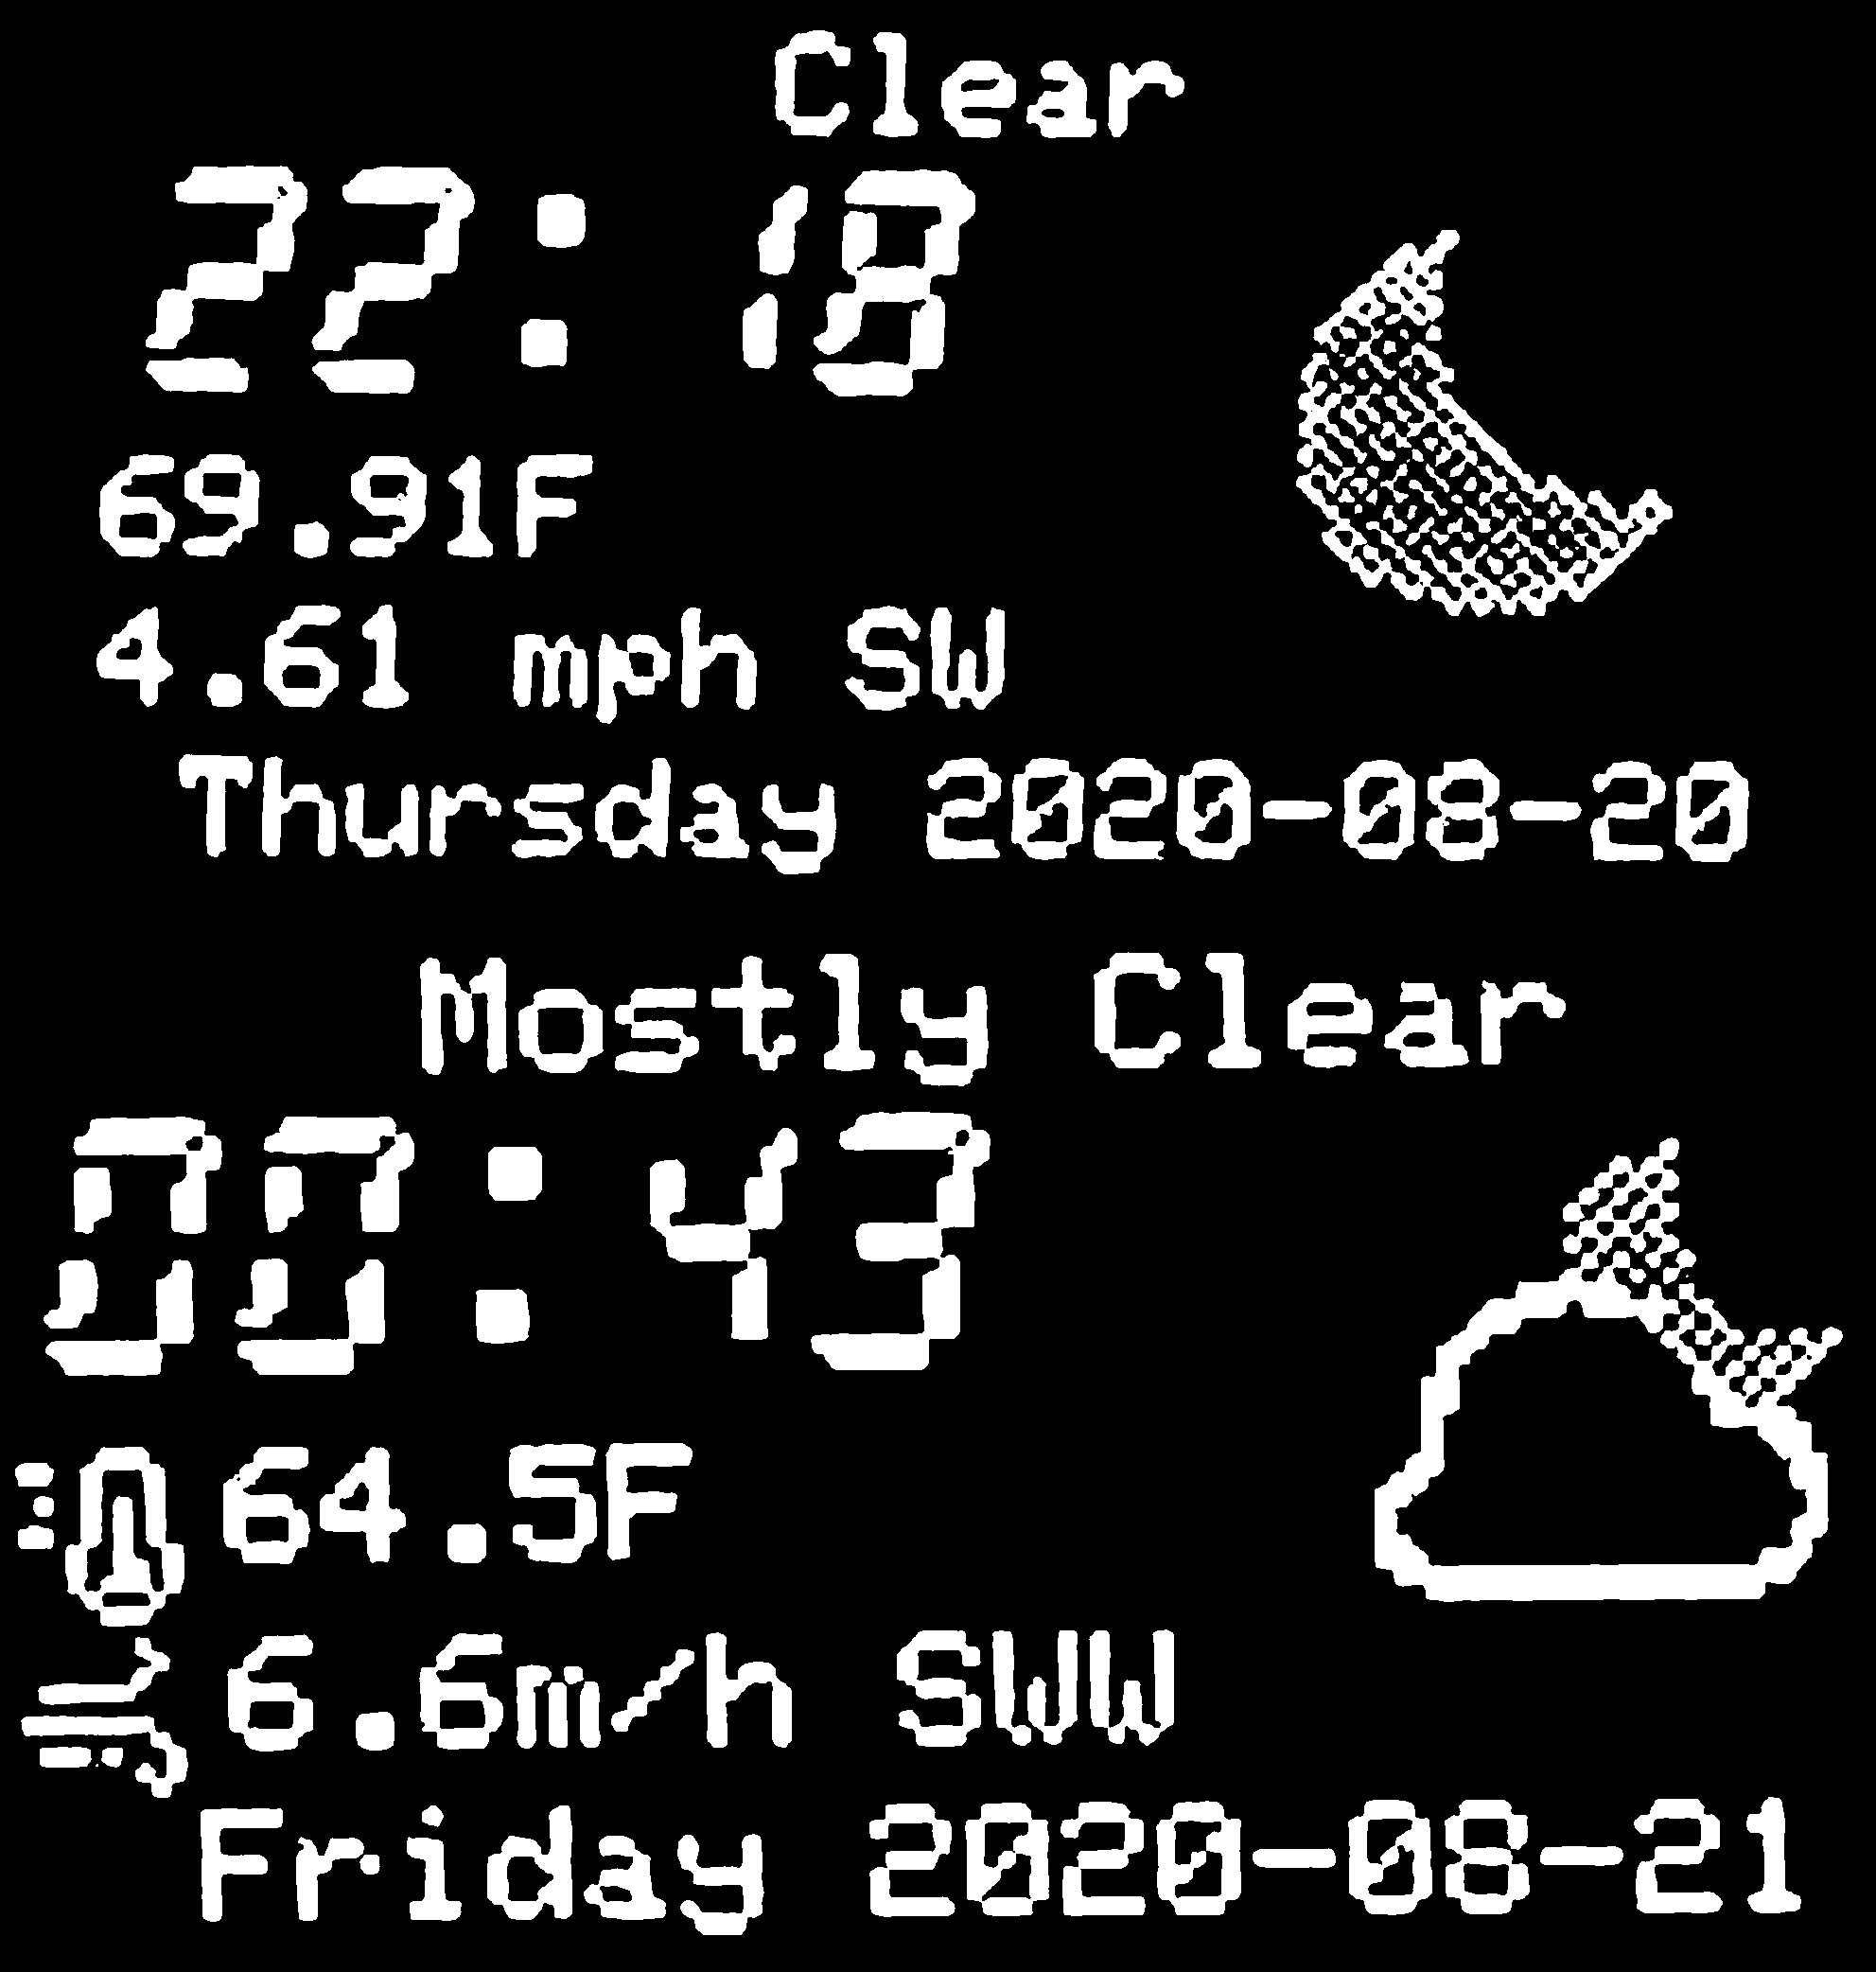 Clear
22:18
69.91F
4.61 mph SW
Thursday 2020-08-20
Mostly Clear
00:43
64.5F
6.6m/h SWW
Friday 2020-08-21